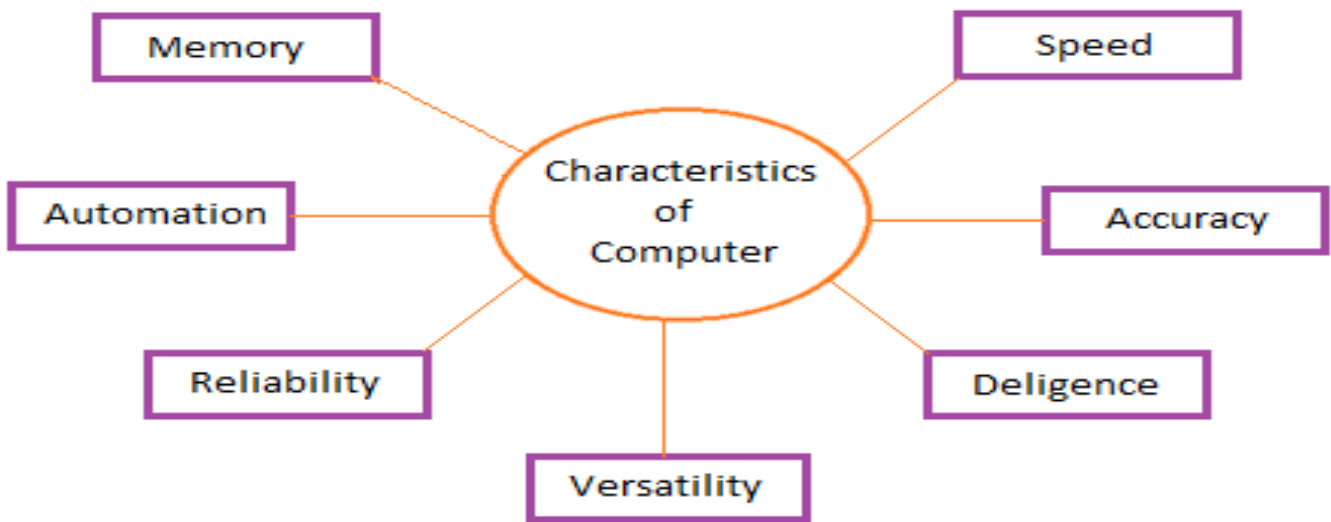 Memory
Speed
Characteristics
of
Computer
Automation
Accuracy
Reliability
Deligence
Versatility